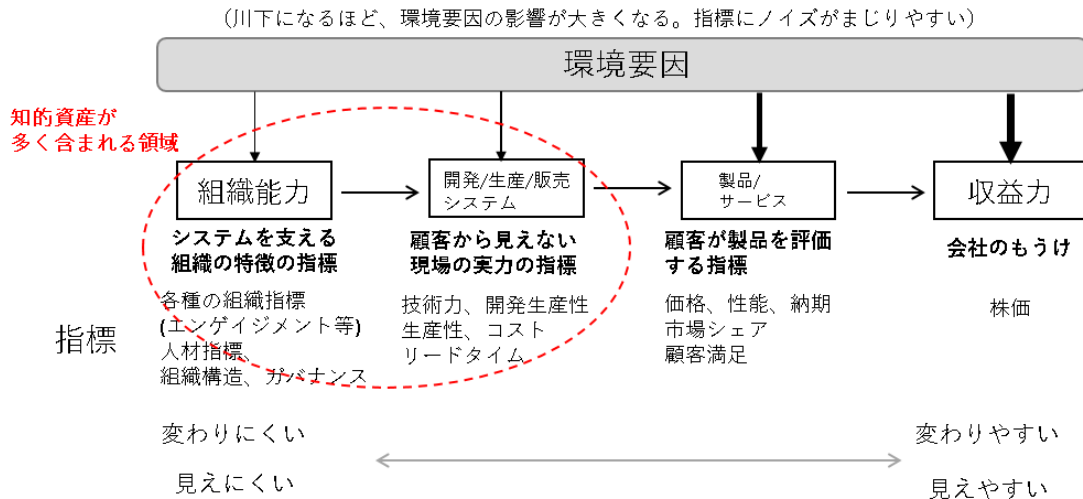 (川下になるほど、環境要因の影響が大きくなる。指標にノイズがまじりやすい)
環境要因
知的資産が
多く含まれる領域
組織能力
開発/生産/販売
システム
製品/
サービス
収益力
システムを支える
組織の特徴の指標
顧客から見えない
現場の実力の指標
顧客が製品を評価
する指標
会社のもうけ
指標
各種の組織指標
(エンゲイジメント等)
人材指標、
組織構造、ガバナンス
技術力、開発生産性
生産性、コスト
リードタイム
価格、性能、納期
市場シェア
顧客満足
株価
変わりにくい
変わりやすい
見えにくい
見えやすい